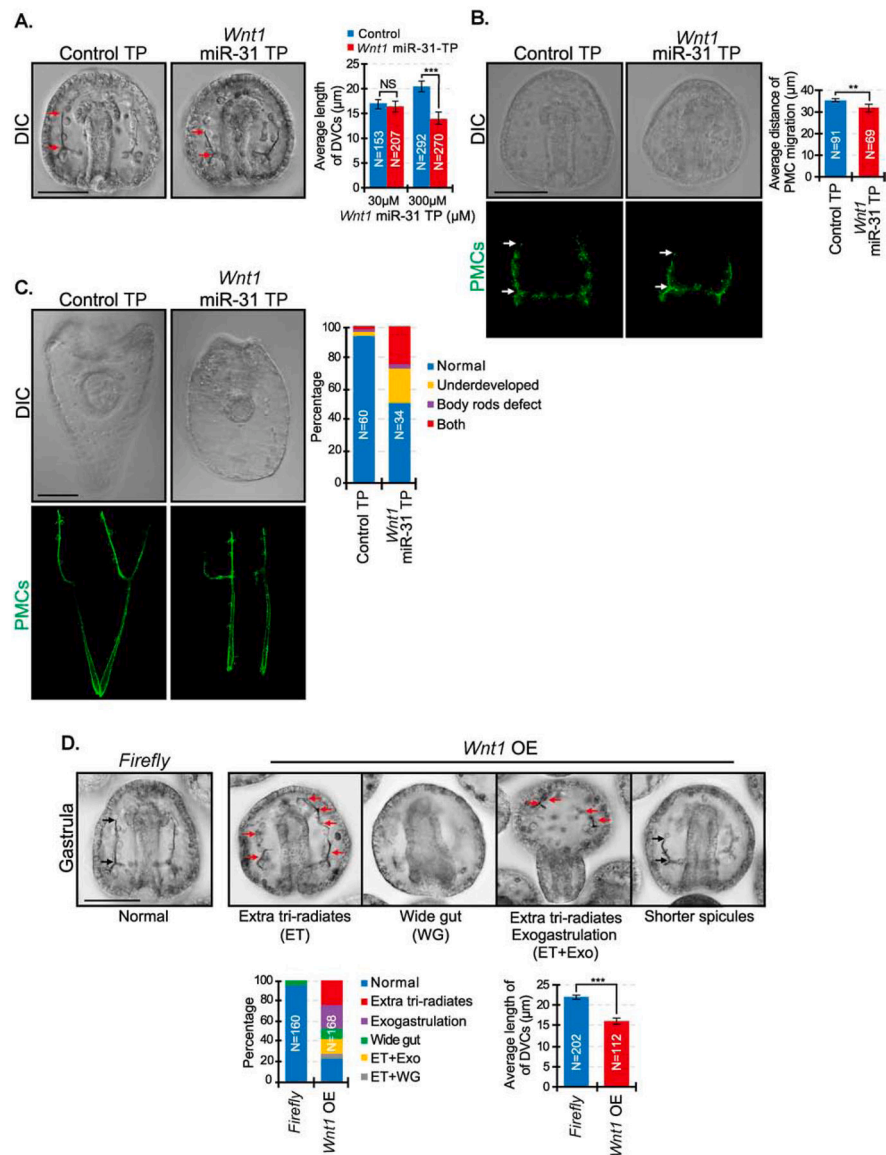 A.
Control TP
Wnt1
miR-31 TP
DIC
Control
Wnt1 miR-31-TP
Average length
of DVCs (µm)
25
20
15
10
5
0
NS
***
N=153
N=207
N=292
N=270
30µM
300µM
Wnt1 miR-31 TP (µM)
B.
Control TP
Wnt1
miR-31 TP
DIC
PMCs
Average distance of
PMC migration (µm)
40
35
30
25
20
15
10
5
0
**
N=91
N=69
Control TP
Wnt1
miR-31 TP
C.
Control TP
Wnt1
miR-31 TP
DIC
PMCs
Percentage
100
80
60
40
20
0
N=60
N=34
Control TP
Wnt1
miR-31 TP
Normal
Underdeveloped
Body rods defect
Both
D.
Firefly
Wnt1 OE
Gastrula
Normal
Extra tri-radiates
(ET)
Wide gut
(WG)
Extra tri-radiates
Exogastrulation
(ET+Exo)
Shorter spicules
Percentage
100
80
60
40
20
0
N=160
N=168
Firefly
Wnt1 OE
Normal
Extra tri-radiates
Exogastrulation
Wide gut
ET+Exo
ET+WG
Average length of
of DVCs (µm)
25
20
15
10
5
0
***
N=202
N=112
Firefly
Wnt1 OE